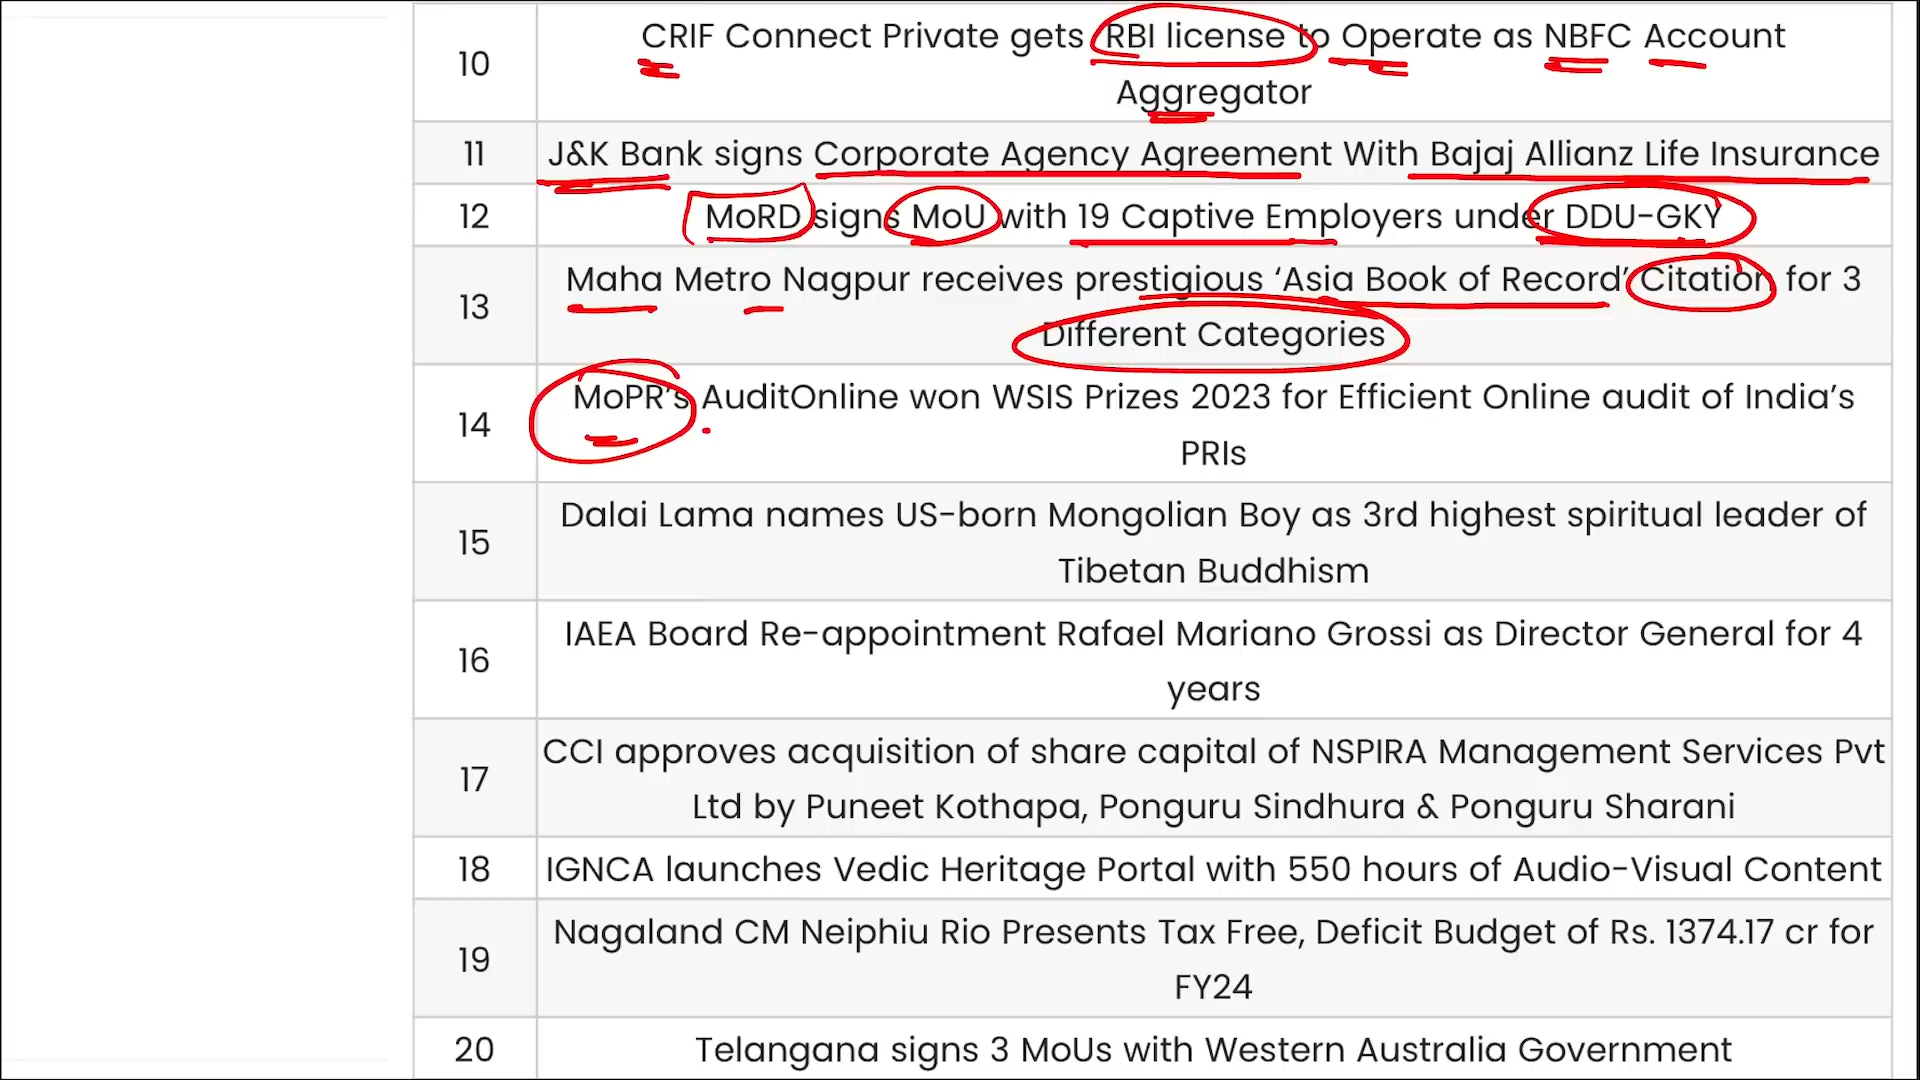 10
CRIF Connect Private gets RBI license to Operate as NBFC Account
Aggregator
11
J&K Bank signs Corporate Agency Agreement With Bajaj Allianz Life Insurance
12
MoRD signs MoU with 19 Captive Employers under DDU-GKY
13
Maha Metro Nagpur receives prestigious ‘Asia Book of Record’ Citation for 3
Different Categories
14
MoPR’s AuditOnline won WSIS Prizes 2023 for Efficient Online audit of India’s
PRIs
15
Dalai Lama names US-born Mongolian Boy as 3rd highest spiritual leader of
Tibetan Buddhism
16
IAEA Board Re-appointment Rafael Mariano Grossi as Director General for 4
years
17
CCI approves acquisition of share capital of NSPIRA Management Services Pvt
Ltd by Puneet Kothapa, Ponguru Sindhura & Ponguru Sharani
18
IGNCA launches Vedic Heritage Portal with 550 hours of Audio-Visual Content
19
Nagaland CM Neiphiu Rio Presents Tax Free, Deficit Budget of Rs. 1374.17 cr for
FY24
20
Telangana signs 3 MoUs with Western Australia Government